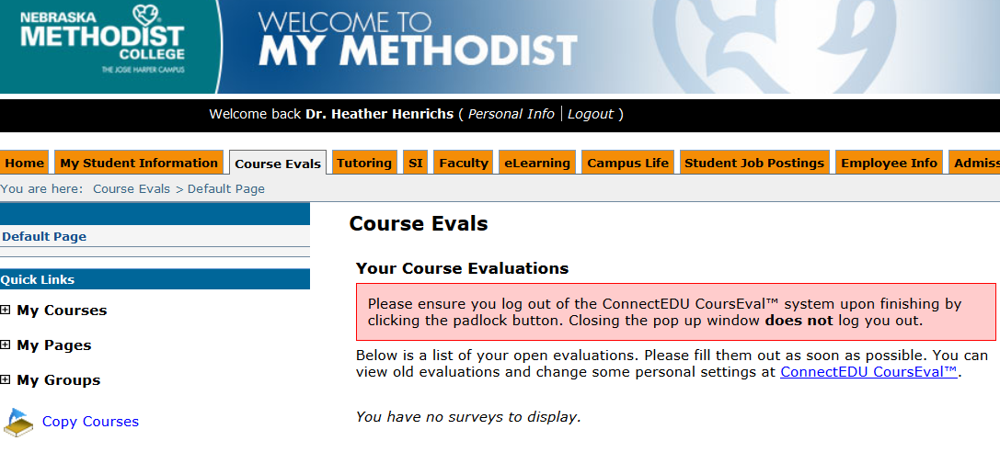 NEBRASKA
METHODIST
COLLEGE
THE JOSIE HARPER CAMPUS
WELCOME TO
MY METHODIST
Welcome back Dr. Heather Henrichs ( Personal Info | Logout )
Home My Student Information Course Evals Tutoring SI Faculty eLearning Campus Life Student Job Postings Employee Info Admiss
You are here: Course Evals > Default Page
Course Evals
Default Page
Your Course Evaluations
Quick Links
Please ensure you log out of the ConnectEDU CoursEval™ system upon finishing by
clicking the padlock button. Closing the pop up window does not log you out.
My Courses
My Pages
My Groups
Copy Courses
Below is a list of your open evaluations. Please fill them out as soon as possible. You can
view old evaluations and change some personal settings at ConnectEDU CoursEval™.
You have no surveys to display.